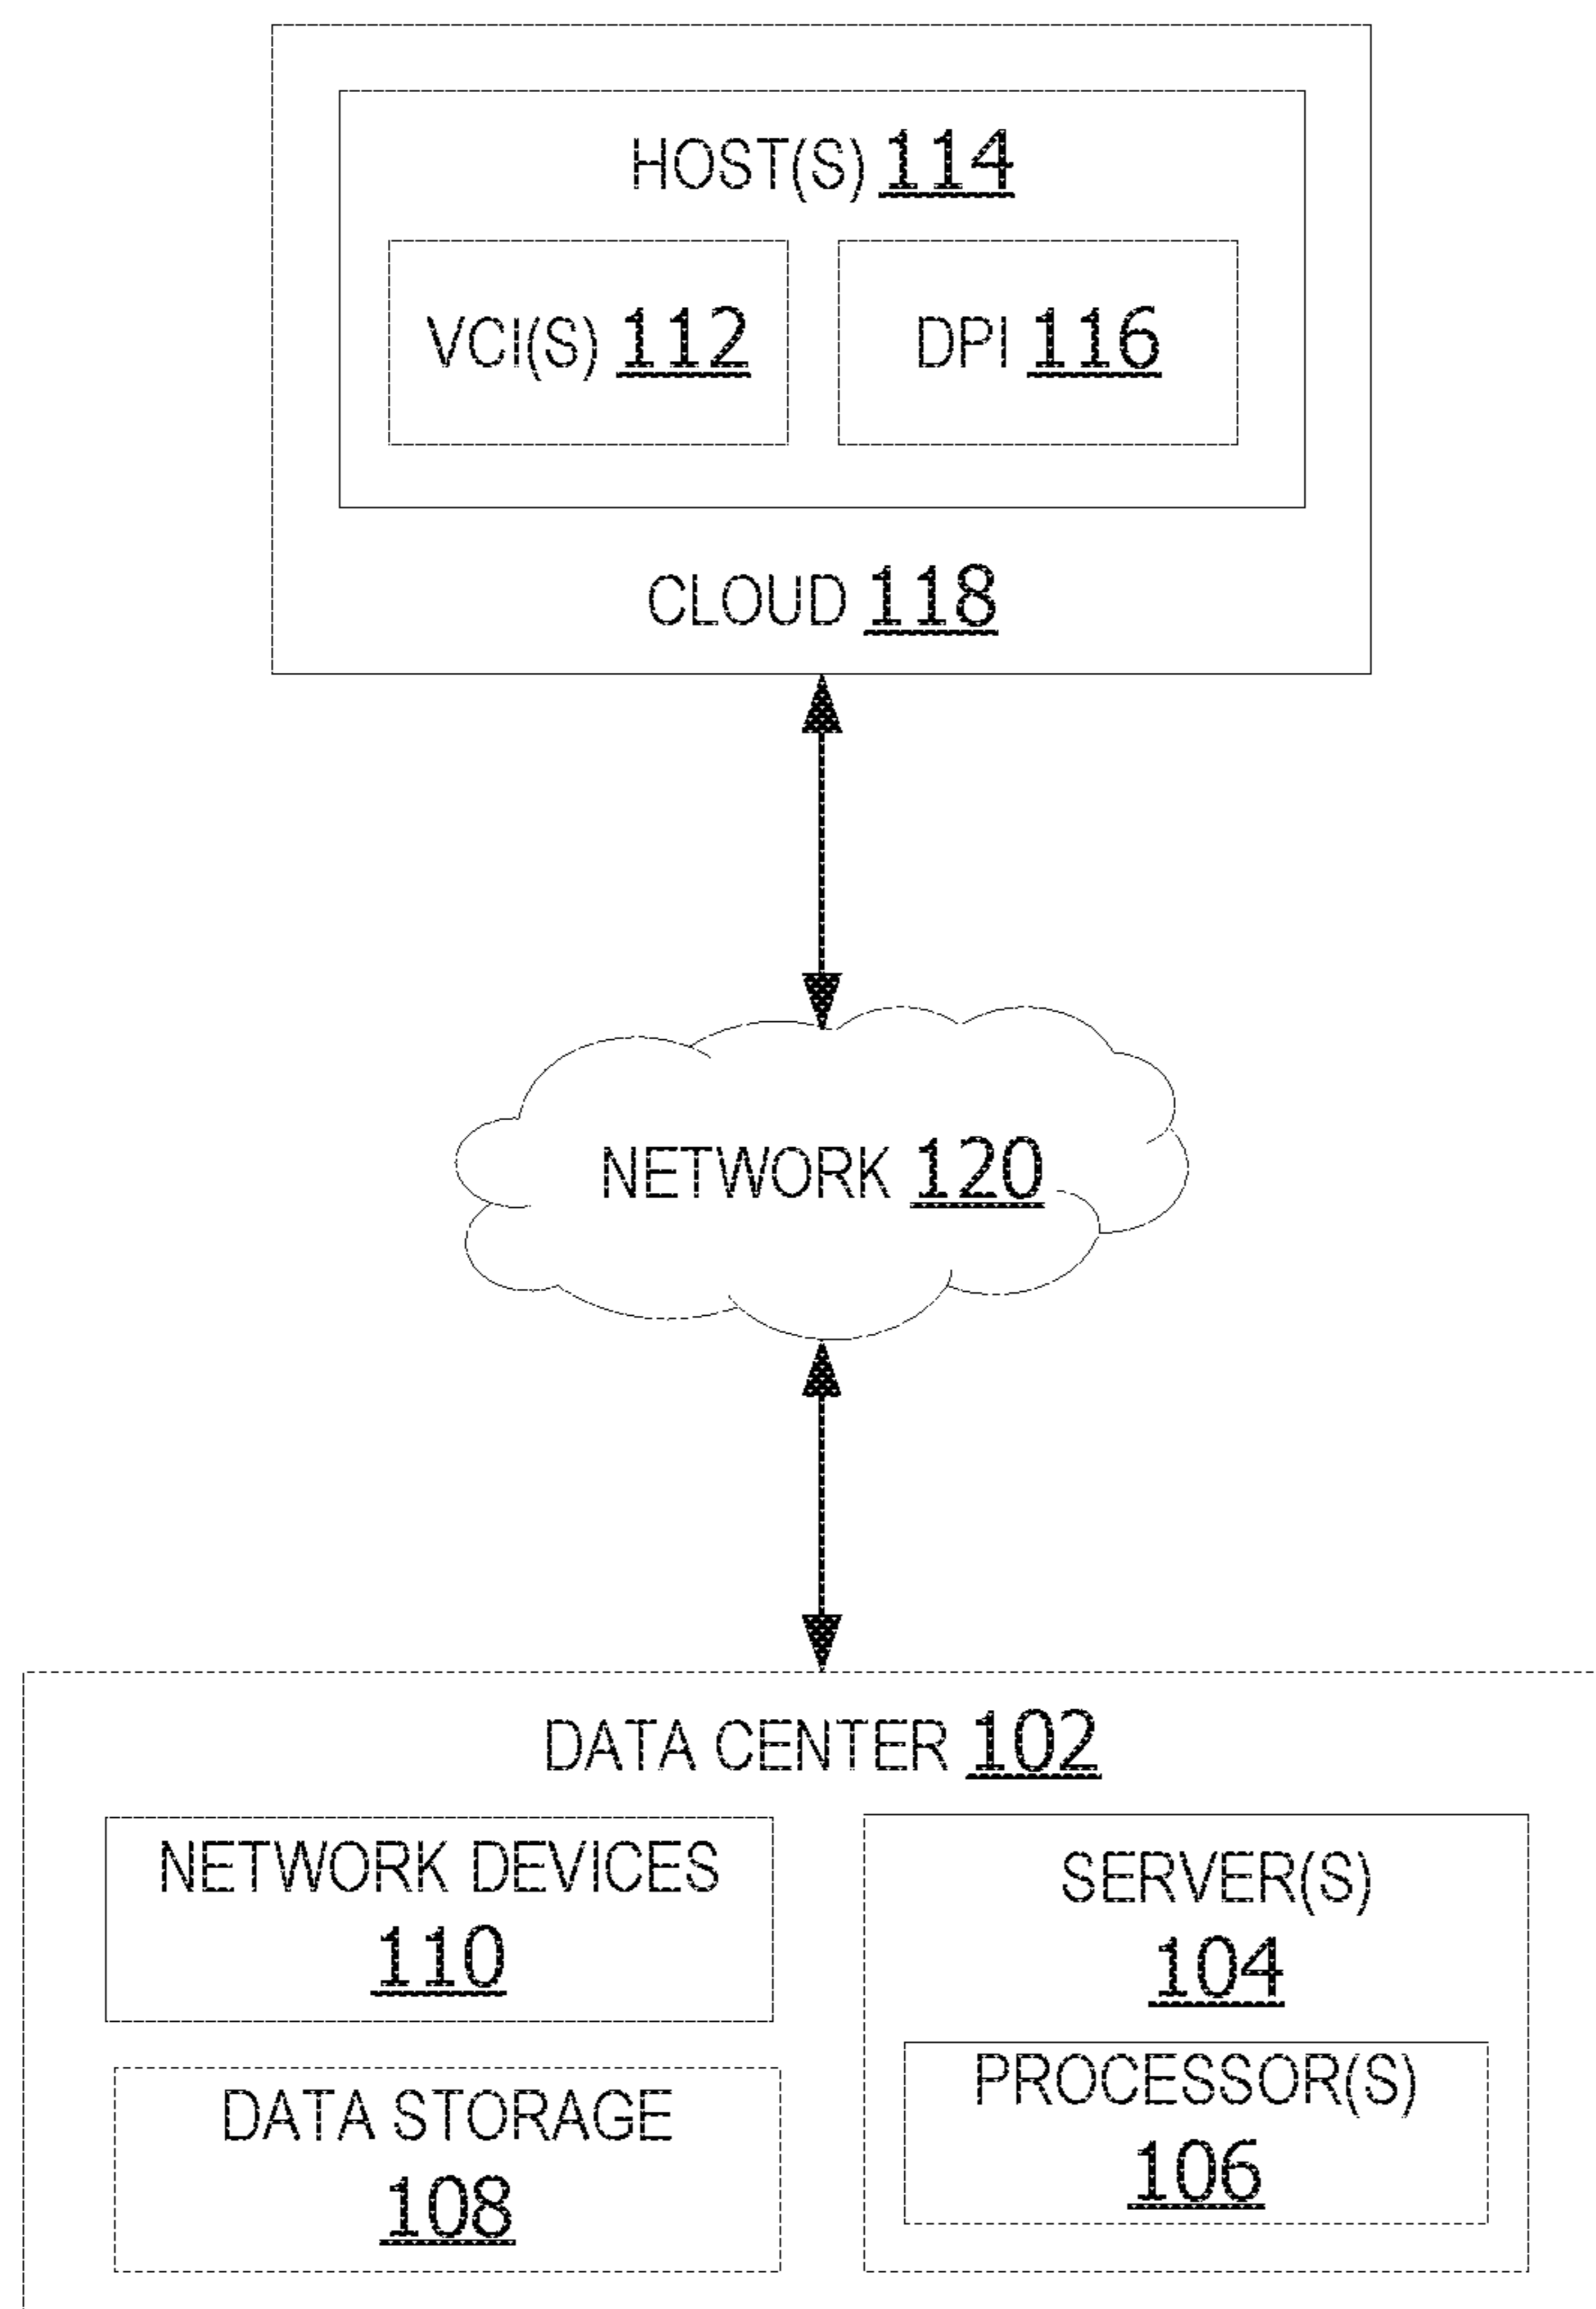 HOST(S) 114
VCI(S) 112
DPI 116
CLOUD 118
NETWORK 120
DATA CENTER 102
NETWORK DEVICES
110
SERVER(S)
104
DATA STORAGE
108
PROCESSOR(S)
106